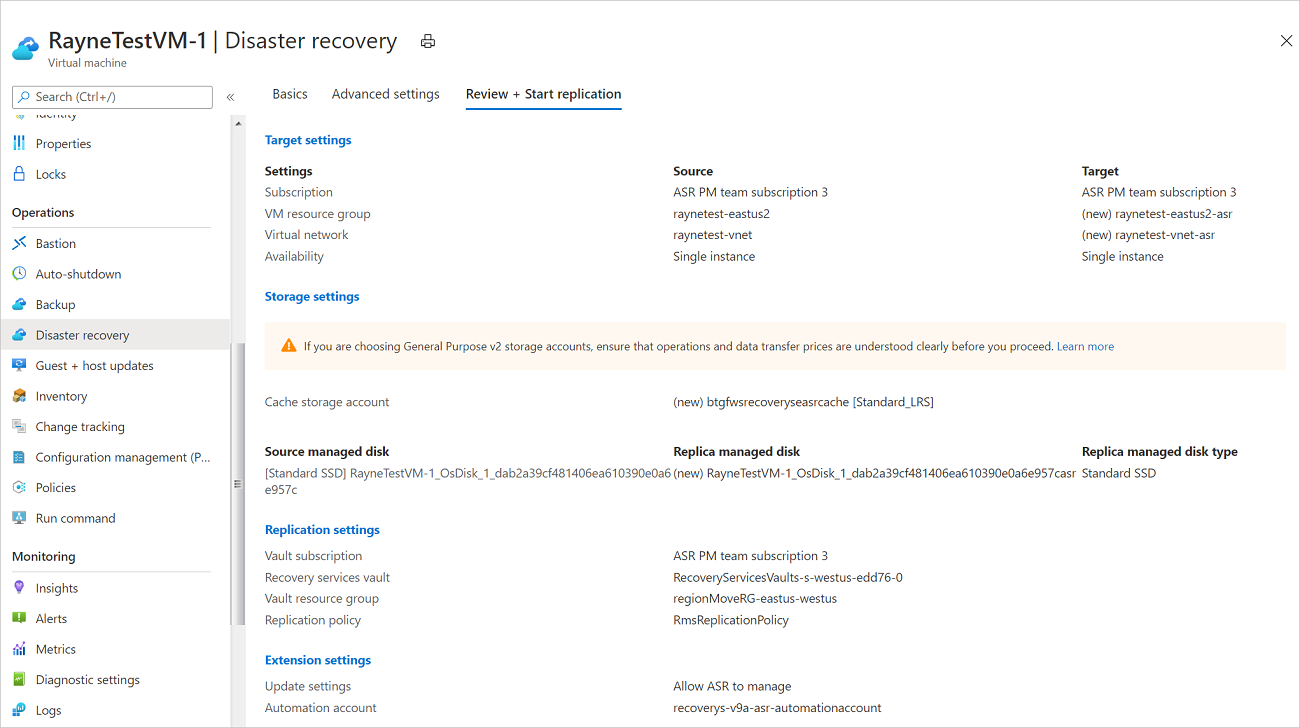 RayneTestVM-1 | Disaster recovery
Virtual machine
Search (Ctrl+/)
«
Identity
Properties
Locks
Operations
Bastion
Auto-shutdown
Backup
Disaster recovery
Guest + host updates
Inventory
Change tracking
Configuration management (P...
Policies
Run command
Monitoring
Insights
Alerts
Metrics
Diagnostic settings
Logs
Basics Advanced settings Review + Start replication
Target settings
Settings Source Target
Subscription ASR PM team subscription 3 ASR PM team subscription 3
VM resource group raynetest-eastus2 (new) raynetest-eastus2-asr
Virtual network raynetest-vnet (new) raynetest-vnet-asr
Availability Single instance Single instance
Storage settings
If you are choosing General Purpose v2 storage accounts, ensure that operations and data transfer prices are understood clearly before you proceed. Learn more
Cache storage account (new) btgfwsrecoveryseasrcache [Standard_LRS]
Source managed disk Replica managed disk Replica managed disk type
[Standard SSD] RayneTestVM-1_OsDisk_1_dab2a39cf481406ea610390e0a6 (new) RayneTestVM-1_OsDisk_1_dab2a39cf481406ea610390e0a6e957casr Standard SSD
e957c
Replication settings
Vault subscription ASR PM team subscription 3
Recovery services vault RecoveryServicesVaults-s-westus-edd76-0
Vault resource group regionMoveRG-eastus-westus
Replication policy RmsReplicationPolicy
Extension settings
Update settings Allow ASR to manage
Automation account recoverys-v9a-asr-automationaccount